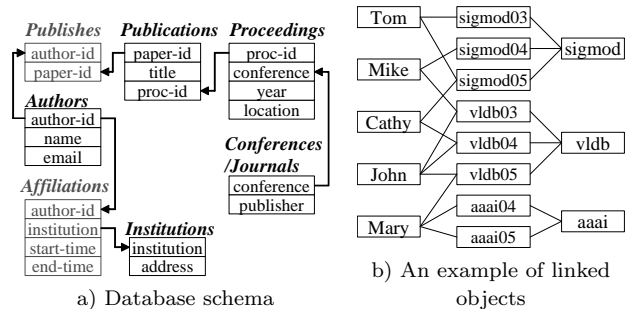 Publishes
author-id
paper-id
Authors
author-id
name
email
Affiliations
author-id
institution
start-time
end-time
Publications
paper-id
title
proc-id
Institutions
institution
address
Proceedings
proc-id
conference
year
location
Conferences
/Journals
conference
publisher
a) Database schema
Tom
Mike
Cathy
John
Mary
sigmod03
sigmod04
sigmod05
vldb03
vldb04
vldb05
aaai04
aaai05
sigmod
vldb
aaai
b) An example of linked
objects